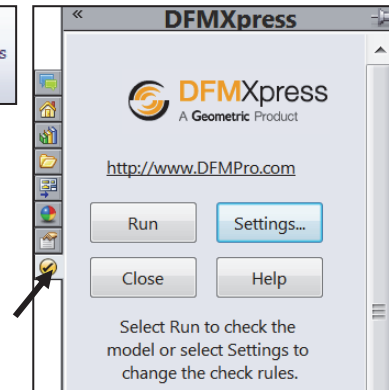 s
DFMXpress
DFMXpress
A Geometric Product
http://www.DFMPro.com
Run
Settings...
Close
Help
Select Run to check the
model or select Settings to
change the check rules.